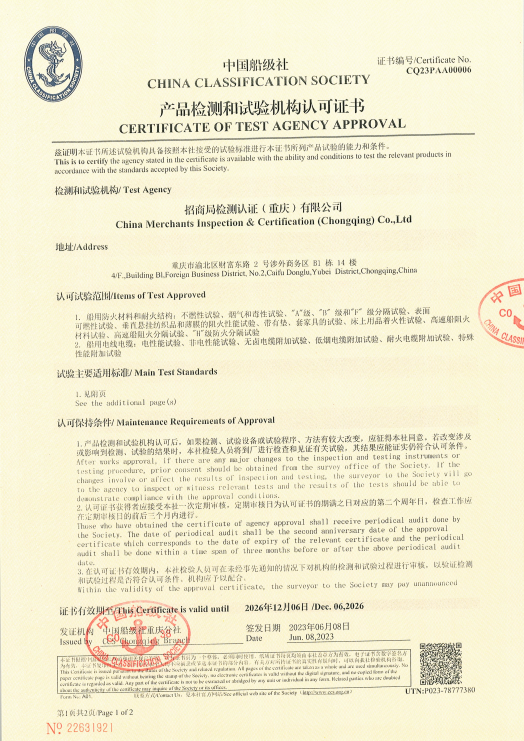 中国船级社
CHINA CLASSIFICATION SOCIETY
证书编号/Certificate No.
CQ23PAA00006
产品检测和试验机构认可证书
CERTIFICATE OF TEST AGENCY APPROVAL
兹证明本证书所述试验机构具备按照本社接受的试验标准进行本证书所列产品试验的能力和条件。
This is to certify the agency stated in the certificate is available with the ability and conditions to test the relevant products in
accordance with the standards accepted by this Society.
检测和试验机构/ Test Agency
招商局检测认证（重庆）有限公司
China Merchants Inspection & Certification (Chongqing) Co.,Ltd
地址/Address
重庆市渝北区财富东路 2 号涉外商务区 B1 栋 14 楼
4/F.,Building Bl,Foreign Business District, No.2,Caifu Donglu,Yubei District,Chongqing,China
认可试验范围/Items of Test Approved
1. 船用防火材料和耐火结构：不燃性试验、烟气和毒性试验、"A"级、"B" 级和"F" 级分隔试验、表面
可燃性试验、垂直悬挂纺织品和薄膜的阻火性能试验、带有垫、套家具的试验、床上用品着火性试验、高速船阻火
材料试验、高速船阻火分隔试验、"H"级防火分隔试验
2. 船用电线电缆：电性能试验、非电性能试验、无卤电缆附加试验、低烟电缆附加试验、耐火电缆附加试验、特殊
性能附加试验
试验主要适用标准/ Main Test Standards
1. 见附页
See the additional page(s)
认可保持条件/ Maintenance Requirements of Approval
1.产品检测和试验机构认可后，如果检测、试验设备或试验程序、方法有较大改变，应征得本社同意。若改变涉及
或影响到检测、试验的结果时，本社检验人员将到厂进行检查和见证有关试验，其结果应能证实仍符合认可条件。
After works approval, if there are any major changes to the inspection and testing instruments or
testing procedure, prior consent should be obtained from the survey office of the Society. If the
changes involve or affect the results of inspection and testing, the surveyor to the Society will go
to the agency to inspect or witness relevant tests and the results of the tests should be able to
demonstrate compliance with the approval conditions.
2.认可证书获得者应接受本社一次定期审核，定期审核日为认可证书的期满之日对应的第二个周年日，检查工作应
在定期审核日的前后三个月内进行。
Those who have obtained the certificate of agency approval shall receive periodical audit done by
the Society. The date of periodical audit shall be the second anniversary date of the approval
certificate which corresponds to the date of expiry of the relevant certificate and the periodical
audit shall be done within a time span of three months before or after the above periodical audit
date.
3.在认可证书有效期内，本社检验人员可在未经事先通知的情况下对机构的检测和试验过程进行审核，以验证检测
和试验过程是否符合认可条件，机构应予以配合。
Within the validity of the approval certificate, the surveyor to the Society may pay unannounced
证书有效期至/This Certificate is valid until 2026年12月06日 /Dec. 06,2026
发证机构 中国船级社重庆分社
Issued by CCS Chongqing Branch
签发日期 2023年06月08日
Date Jun. 08,2023
Form No.: A01
UTN:P023-78777380
第1页共2页/Page 1 of 2
No 22631921